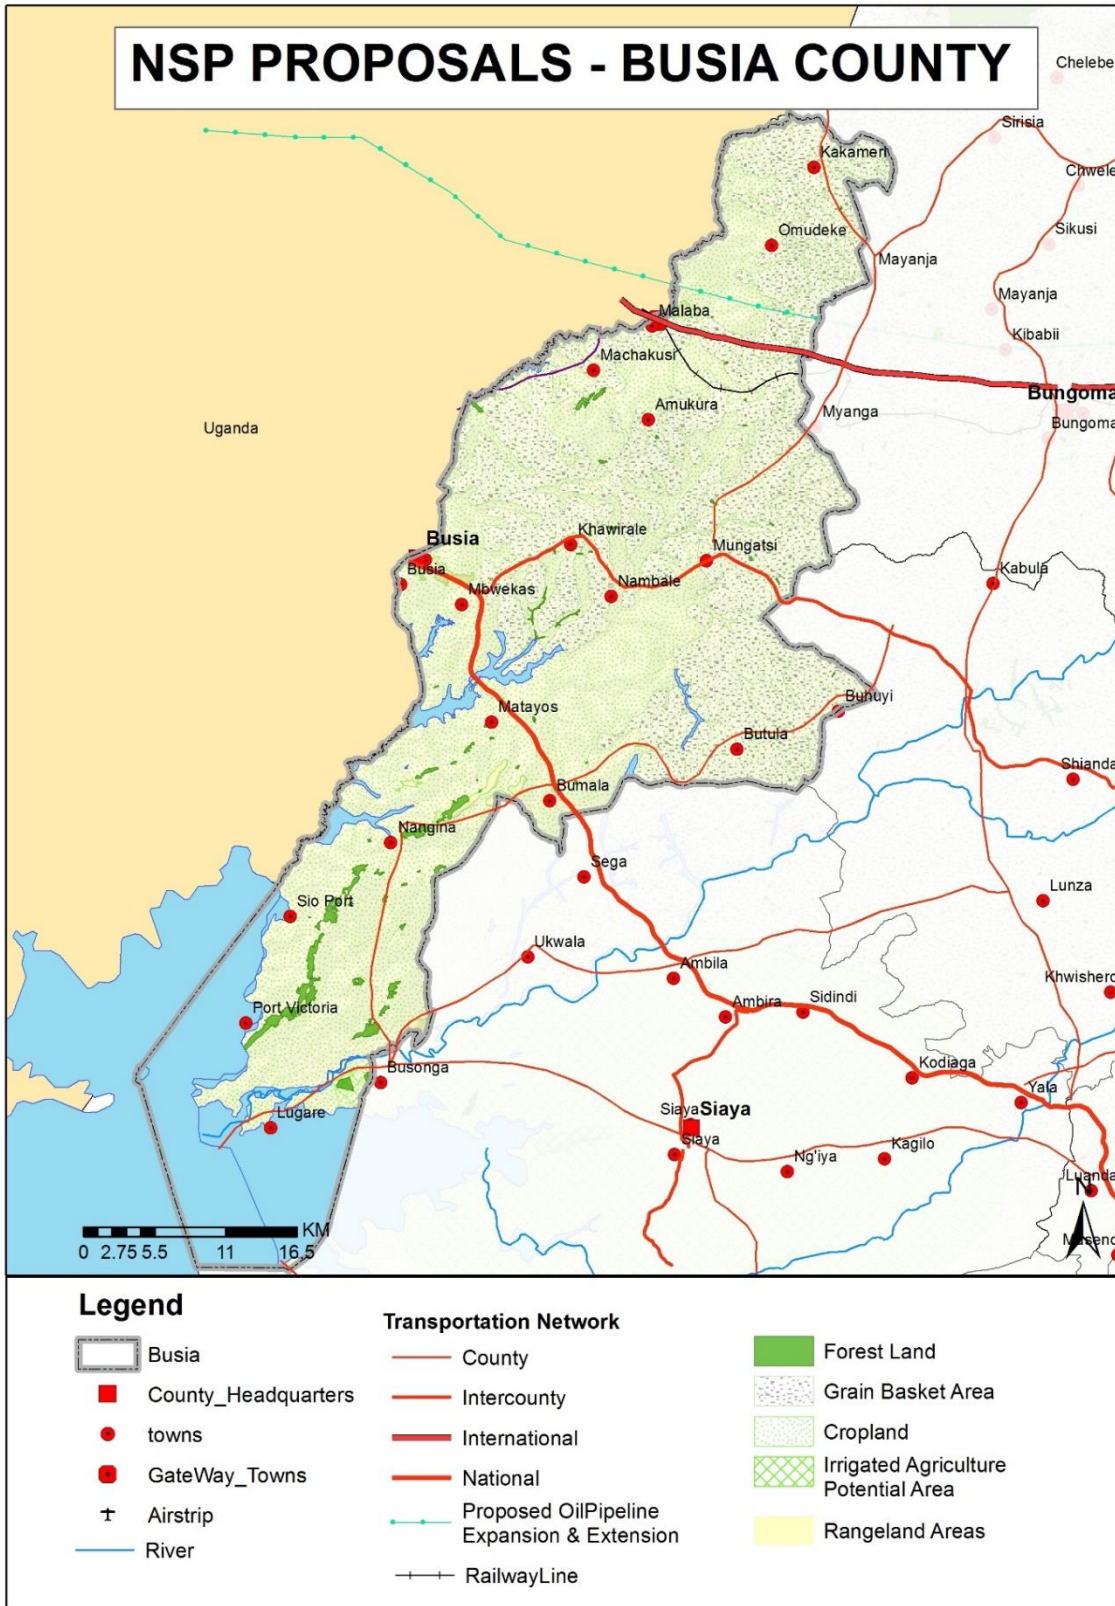 NSP PROPOSALS - BUSIA COUNTY
Chelebe
Sirisia
Kakameri
Chwele
Omudeke
Sikusi
Mayanja
Mayanja
Malaba
Kibabii
Machakusi
Bungoma
Amukura
Myanga
Bungoma
Uganda
Busia
Khawirale
Mungatsi
Busia
Mbwekas
Nambale
Kabula
Buhuyi
Matayos
Butula
Shianda
Bumala
Nangina
Sega
Lunza
Sio Port
Ukwala
Ambila
Khwishero
Port Victoria
Ambira
Sidindi
Busonga
Kodiaga
Yala
Lugare
Siaya
Siaya
Siaya
Kagilo
Ng'iya
Luanda
N
KM
0 2.75 5.5 11 16.5
Legend
Busia
County_Headquarters
towns
GateWay_Towns
Airstrip
River
Transportation Network
County
Intercounty
International
National
Proposed OilPipeline
Expansion & Extension
RailwayLine
Forest Land
Grain Basket Area
Cropland
Irrigated Agriculture
Potential Area
Rangeland Areas